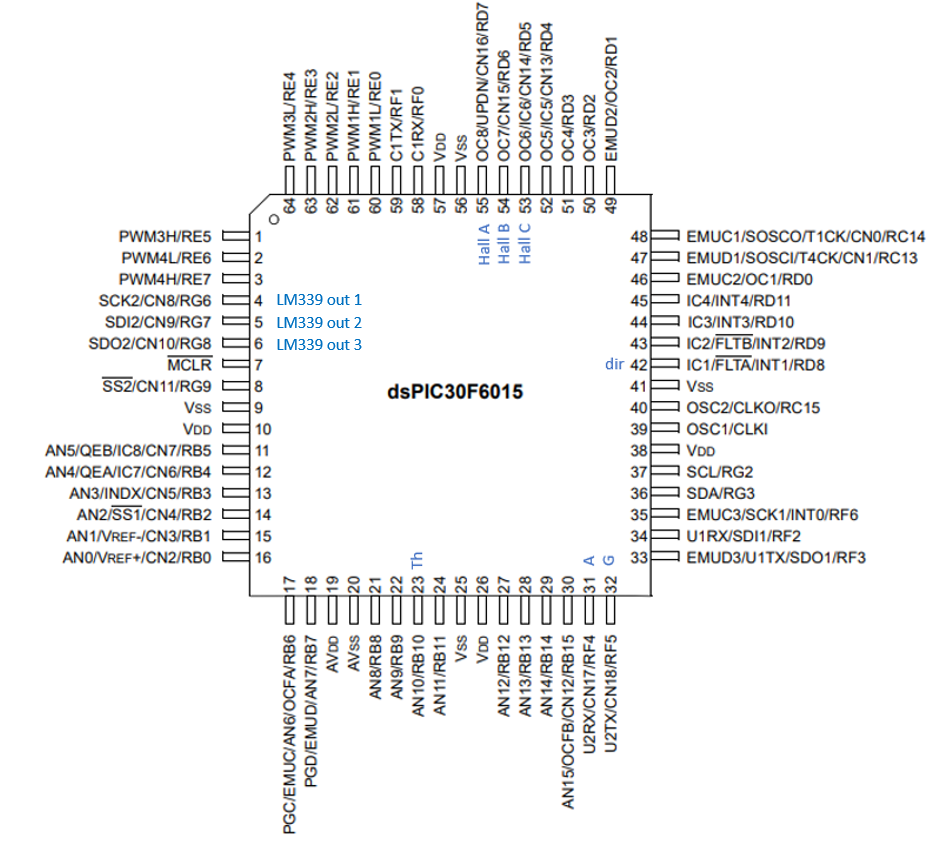 PWM3L/RE4
PWM2H/RE3
PWM2L/RE2
PWM1H/RE1
PWM1L/RE0
C1TX/RF1
C1RX/RF0
VDD
VSS
OC8/UPDN/CN16/RD7
OC7/CN15/RD6
OC6/IC6/CN14/RD5
OC5/IC5/CN13/RD4
OC4/RD3
OC3/RD2
EMUD2/OC2/RD1
64 63 62 61 60 59 58 57 56 55 54 53 52 51 50 49
Hall A
Hall B
Hall C
PWM3H/RE5 1
PWM4L/RE6 2
PWM4H/RE7 3
SCK2/CN8/RG6 4 LM339 out 1
SDI2/CN9/RG7 5 LM339 out 2
SDO2/CN10/RG8 6 LM339 out 3
MCLR 7
SS2/CN11/RG9 8
VSS 9
VDD 10
AN5/QEB/IC8/CN7/RB5 11
AN4/QEA/IC7/CN6/RB4 12
AN3/INDX/CN5/RB3 13
AN2/SS1/CN4/RB2 14
AN1/VREF-/CN3/RB1 15
AN0/VREF+/CN2/RB0 16
dsPIC30F6015
48 EMUC1/SOSCO/T1CK/CN0/RC14
47 EMUD1/SOSCI/T4CK/CN1/RC13
46 EMUC2/OC1/RD0
45 IC4/INT4/RD11
44 IC3/INT3/RD10
43 IC2/FLTB/INT2/RD9
dir 42 IC1/FLTA/INT1/RD8
41 VSS
40 OSC2/CLKO/RC15
39 OSC1/CLKI
38 VDD
37 SCL/RG2
36 SDA/RG3
35 EMUC3/SCK1/INT0/RF6
34 U1RX/SDI1/RF2
33 EMUD3/U1TX/SDO1/RF3
Th
A
G
17 18 19 20 21 22 23 24 25 26 27 28 29 30 31 32
PGC/EMUC/AN6/OCFA/RB6
PGD/EMUD/AN7/RB7
AVDD
AVSS
AN8/RB8
AN9/RB9
AN10/RB10
AN11/RB11
VSS
VDD
AN12/RB12
AN13/RB13
AN14/RB14
AN15/OCFB/CN12/RB15
U2RX/CN17/RF4
U2TX/CN18/RF5